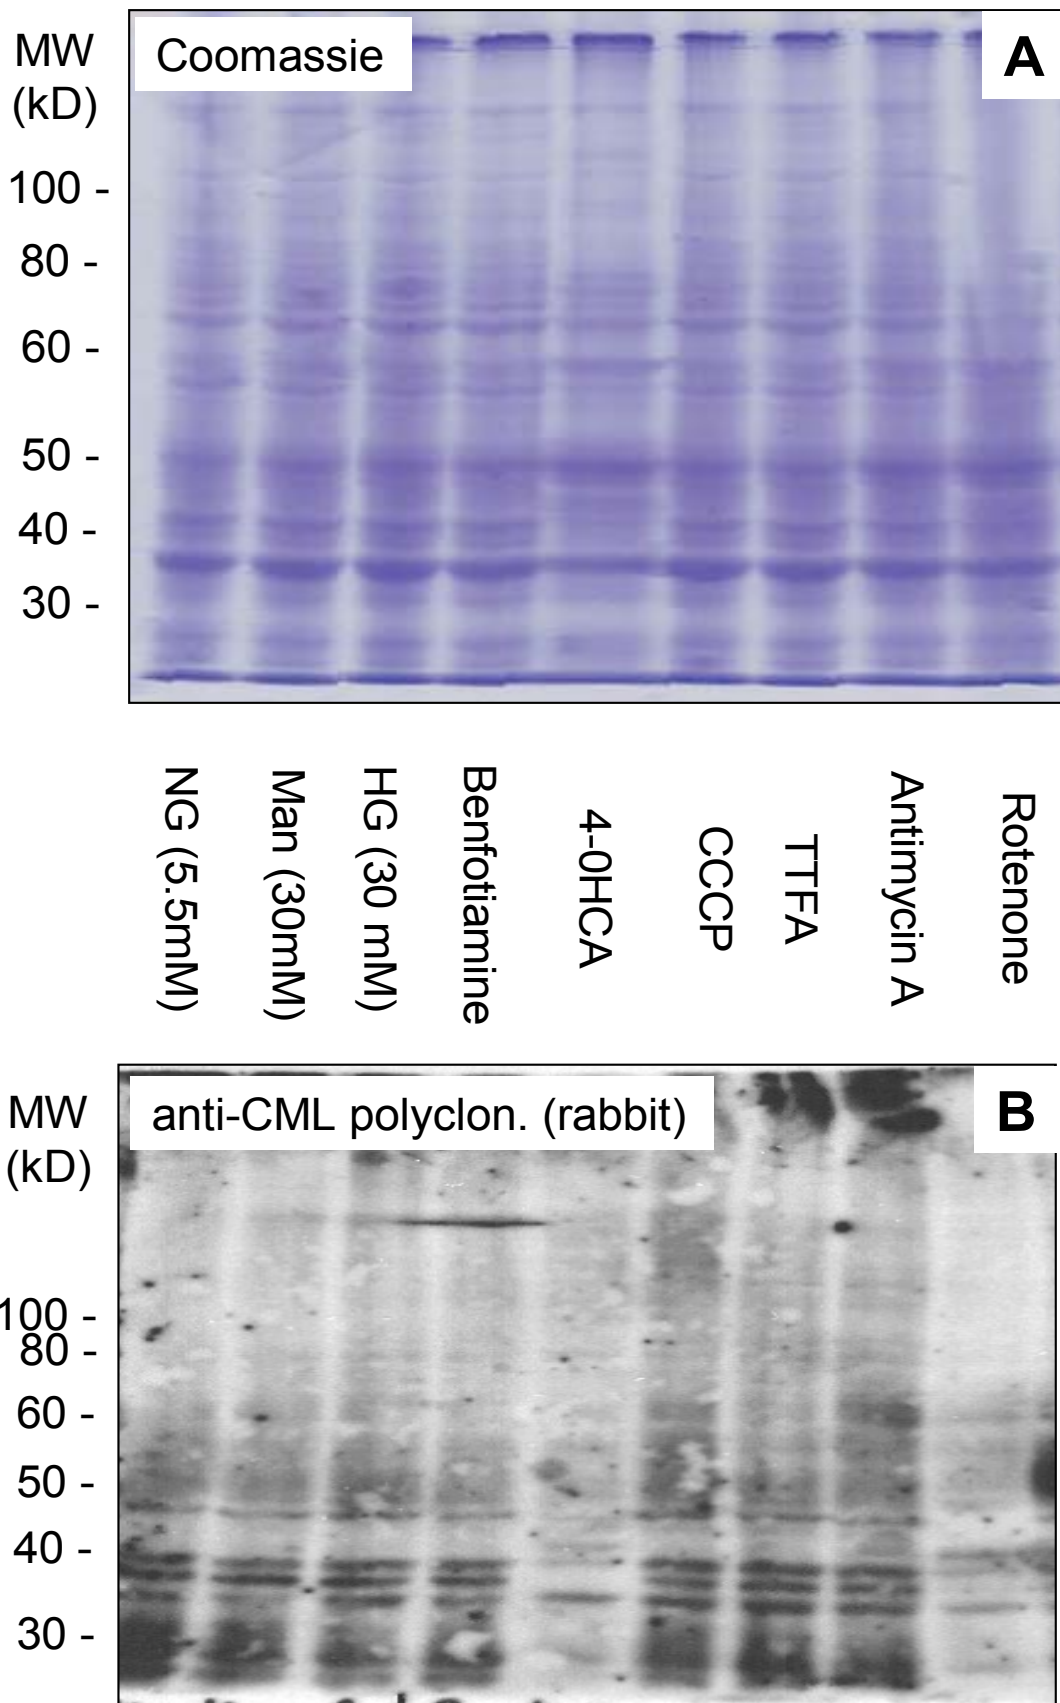 MW
(kD)
Coomassie
A
100 -
80 -
60 -
50 -
40 -
30 -
NG (5.5mM)
Man (30mM)
HG (30 mM)
Benfotiamine
4-0HCA
CCCP
TTFA
Antimycin A
Rotenone
MW
(kD)
anti-CML polyclon. (rabbit)
B
100 -
80 -
60 -
50 -
40 -
30 -